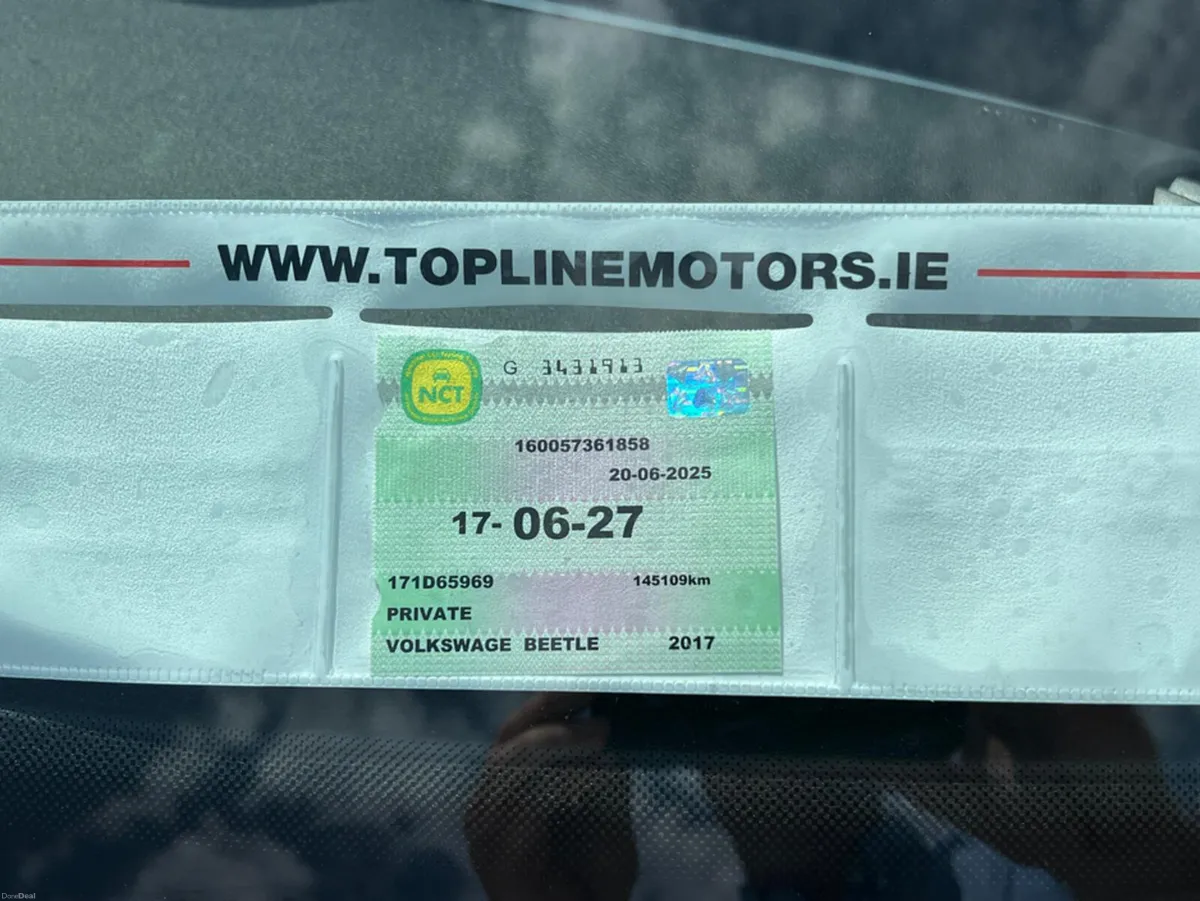 WWW.TOPLINEMOTORS.IE
NCT
G 3431913
160057361858
20-06-2025
17-06-27
171D65969 145109km
PRIVATE
VOLKSWAGE BEETLE 2017
DoneDeal